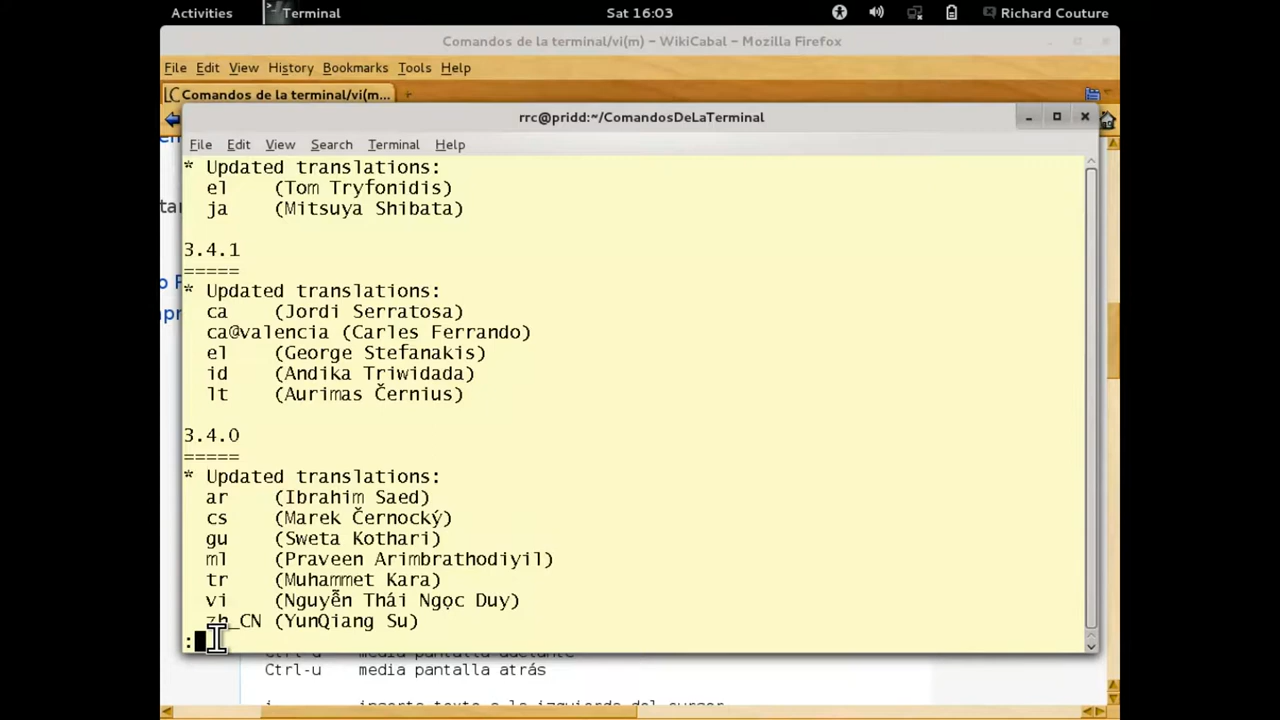 Activities Terminal Sat 16:03 Richard Couture
Comandos de la terminal/vi(m) – WikiCabal – Mozilla Firefox
File Edit View History Bookmarks Tools Help
Comandos de la terminal/vi(m... +
rrc@pridd:~/ComandosDeLaTerminal
File Edit View Search Terminal Help
* Updated translations:
el (Tom Tryfonidis)
ja (Mitsuya Shibata)
3.4.1
=====
* Updated translations:
ca (Jordi Serratosa)
ca@valencia (Carles Ferrando)
el (George Stefanakis)
id (Andika Triwidada)
lt (Aurimas Černius)
3.4.0
=====
* Updated translations:
ar (Ibrahim Saed)
cs (Marek Černocký)
gu (Sweta Kothari)
ml (Praveen Arimbrathodiyil)
tr (Muhammet Kara)
vi (Nguyễn Thái Ngọc Duy)
zh_CN (YunQiang Su)
:
Ctrl-u media pantalla atrás